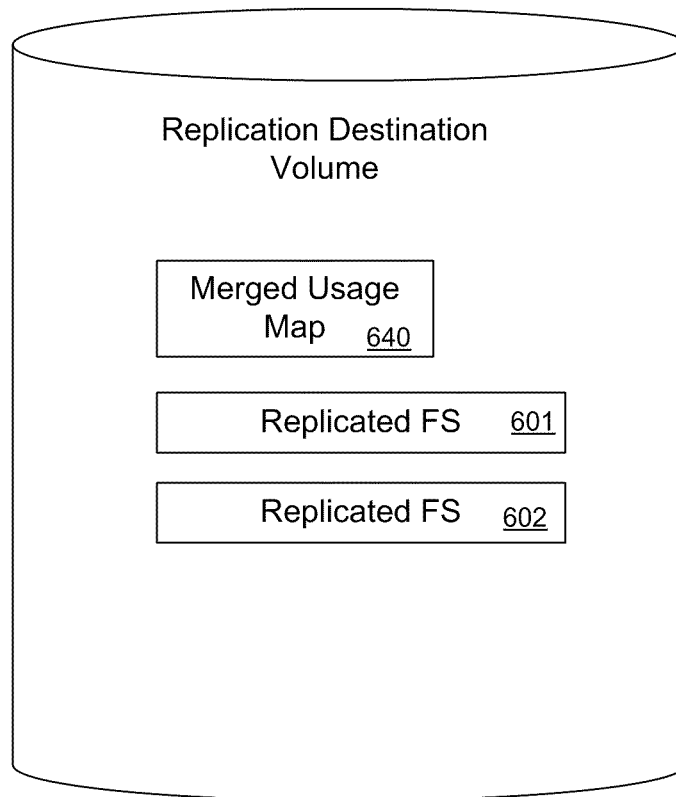 Replication Destination
Volume
Merged Usage
Map 640
Replicated FS 601
Replicated FS 602